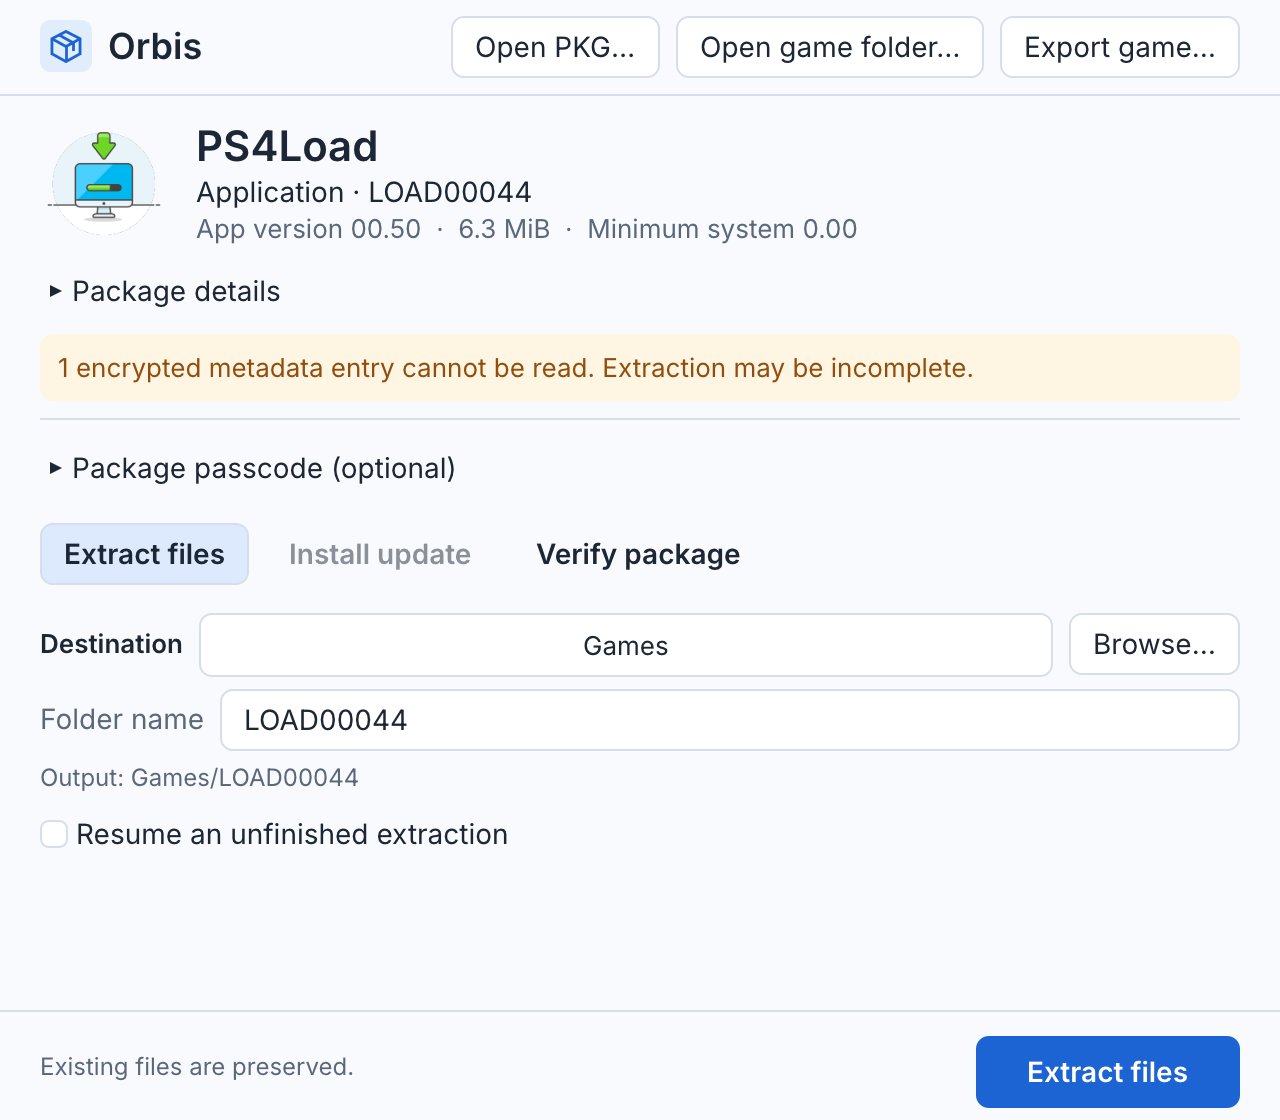 Orbis
Open PKG...
Open game folder...
Export game...
PS4Load
Application · LOAD00044
App version 00.50 · 6.3 MiB · Minimum system 0.00
Package details
1 encrypted metadata entry cannot be read. Extraction may be incomplete.
Package passcode (optional)
Extract files
Install update
Verify package
Destination
Games
Browse...
Folder name
LOAD00044
Output: Games/LOAD00044
Resume an unfinished extraction
Existing files are preserved.
Extract files